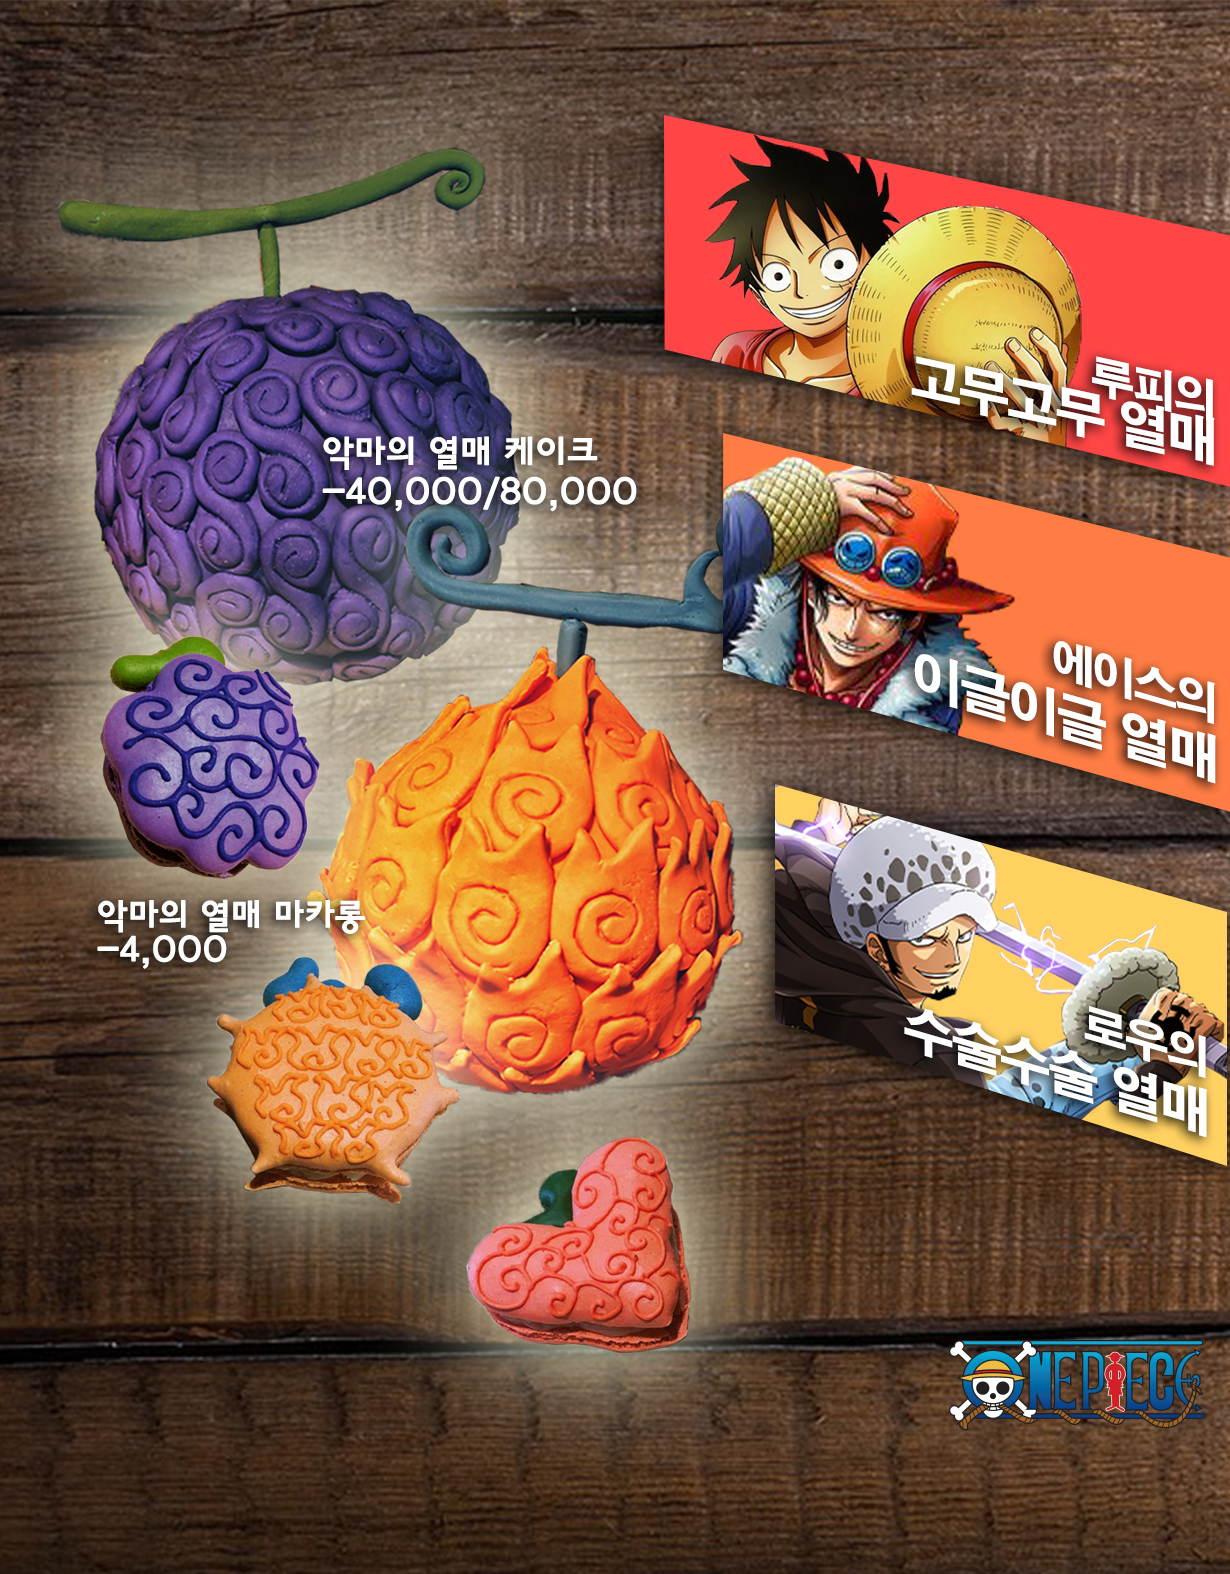 루피의
고무고무 열매
악마의 열매 케이크
-40,000/80,000
에이스의
이글이글 열매
악마의 열매 마카롱
-4,000
로우의
수술수술 열매
ONE PIECE